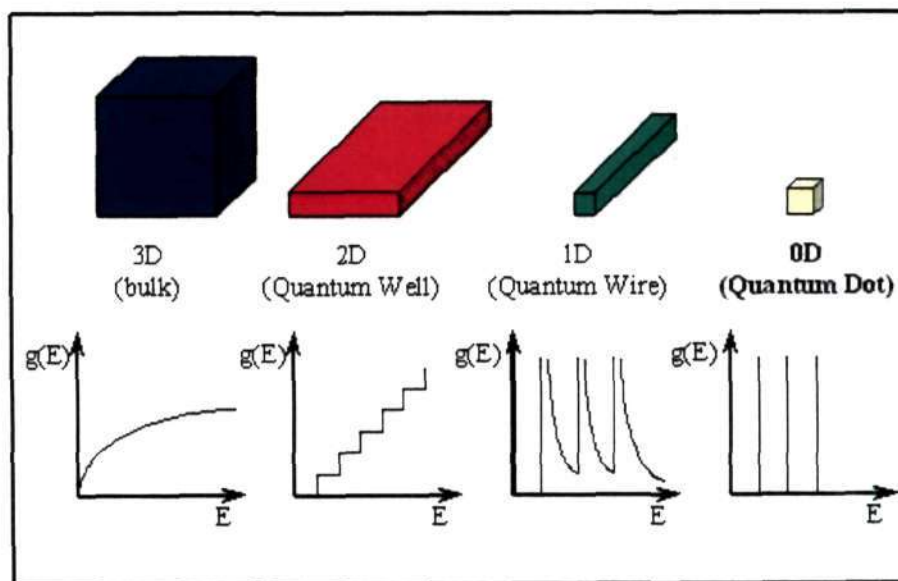 3D
(bulk)
2D
(Quantum Well)
1D
(Quantum Wire)
0D
(Quantum Dot)
g(E)
E
g(E)
E
g(E)
E
g(E)
E